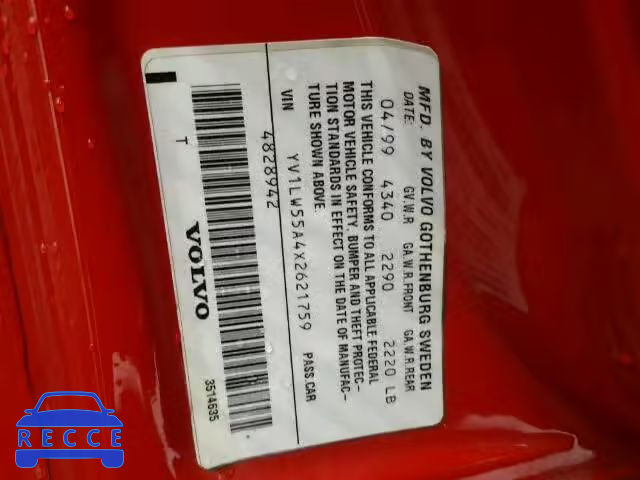 MFD. BY VOLVO GOTHENBURG SWEDEN
DATE: G.V.W.R G.A.W.R.FRONT G.A.W.R.REAR
04/99 4340 2290 2220 LB
THIS VEHICLE CONFORMS TO ALL APPLICABLE FEDERAL
MOTOR VEHICLE SAFETY, BUMPER AND THEFT PROTEC–
TION STANDARDS IN EFFECT ON THE DATE OF MANUFAC–
TURE SHOWN ABOVE.
VIN YV1LW55A4X2621759 PASS.CAR
4828942
T VOLVO 3514635
RECCE